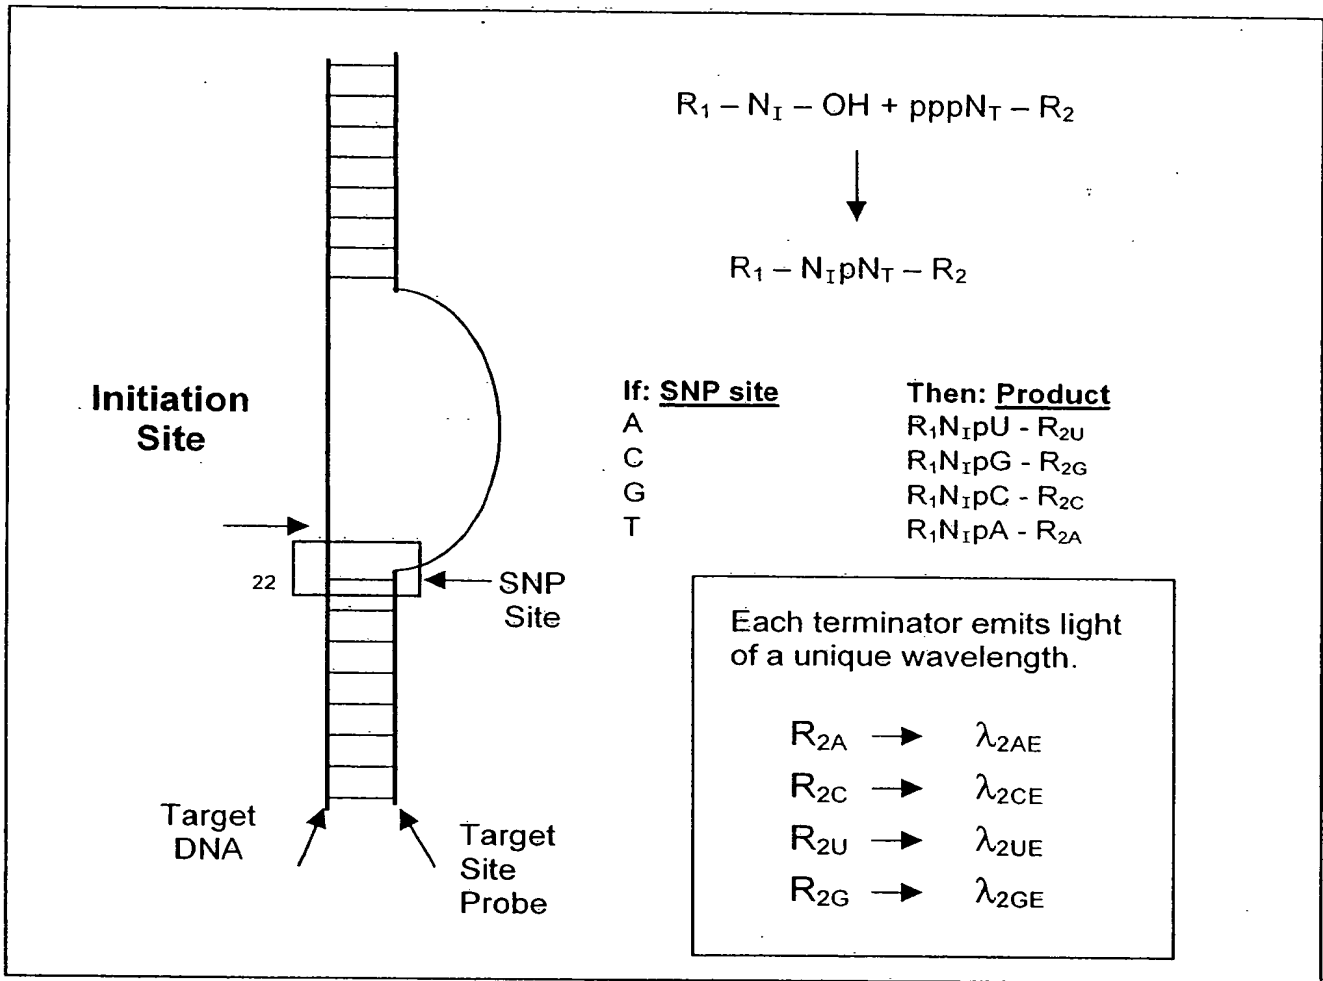 R₁ – N_I – OH + pppN_T – R₂
R₁ – N_IpN_T – R₂
Initiation
Site
If: SNP site
Then: Product
A
R₁N_IpU - R₂U
C
R₁N_IpG - R₂G
G
R₁N_IpC - R₂C
T
R₁N_IpA - R₂A
22
SNP
Site
Each terminator emits light
of a unique wavelength.
R₂A → λ₂AE
R₂C → λ₂CE
R₂U → λ₂UE
R₂G → λ₂GE
Target
DNA
Target
Site
Probe